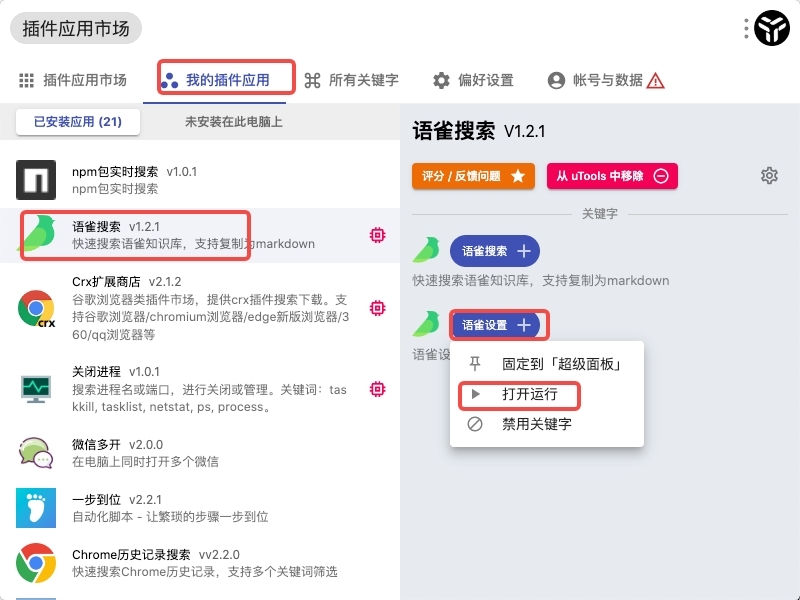 插件应用市场
插件应用市场
我的插件应用
所有关键字
偏好设置
帐号与数据
已安装应用 (21)
未安装在此电脑上
npm包实时搜索 v1.0.1
npm包实时搜索
语雀搜索 v1.2.1
快速搜索语雀知识库，支持复制为markdown
Crx扩展商店 v2.1.2
谷歌浏览器类插件市场，提供crx插件搜索下载。支
持谷歌浏览器/chromium浏览器/edge新版浏览器/3
60/qq浏览器等
crx
关闭进程 v1.0.1
搜索进程名或端口，进行关闭或管理。关键词：tas
kkill, tasklist, netstat, ps, process。
微信多开 v2.0.0
在电脑上同时打开多个微信
一步到位 v2.2.1
自动化脚本 - 让繁琐的步骤一步到位
Chrome历史记录搜索 vv2.2.0
快速搜索Chrome历史记录，支持多个关键词筛选
语雀搜索 V1.2.1
评分 / 反馈问题
从 uTools 中移除
关键字
语雀搜索
快速搜索语雀知识库，支持复制为markdown
语雀设置
语雀设
固定到「超级面板」
打开运行
禁用关键字